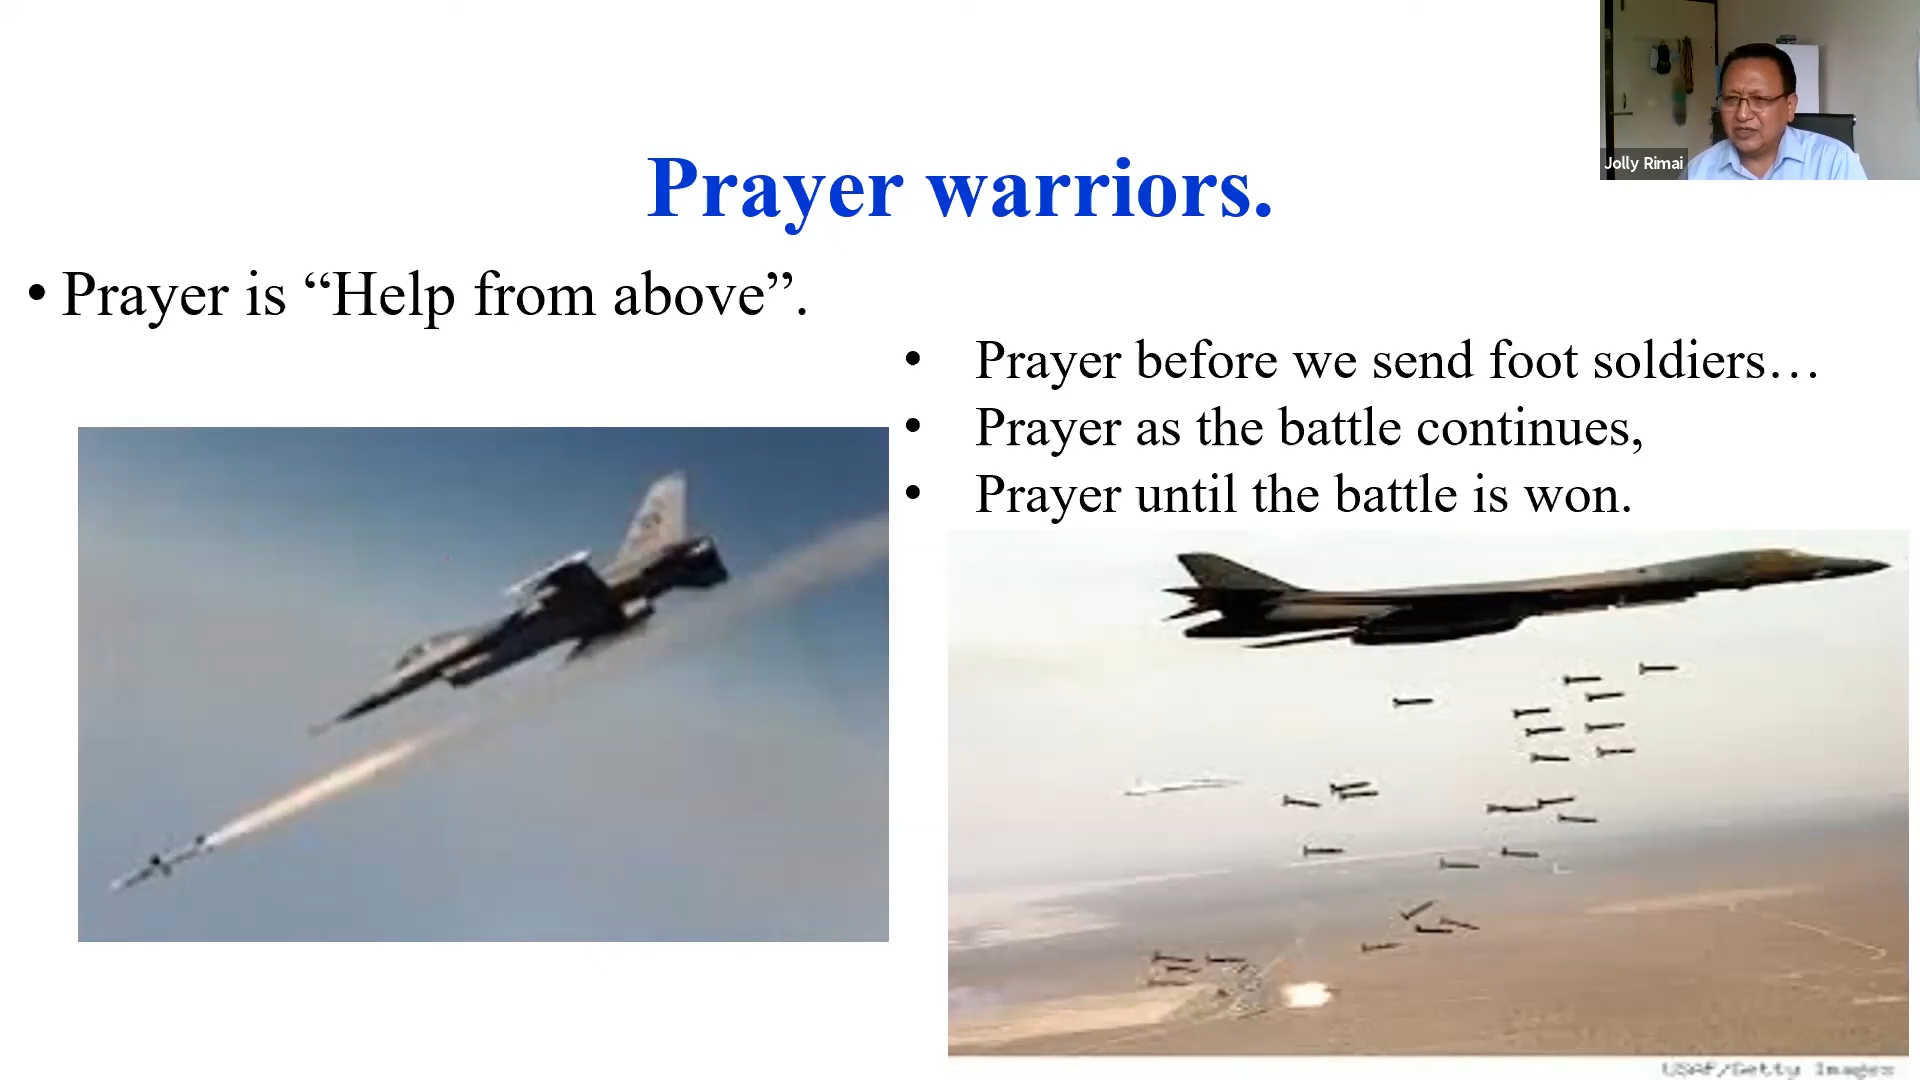 Jolly Rimai
Prayer warriors.
• Prayer is “Help from above”.
• Prayer before we send foot soldiers…
• Prayer as the battle continues,
• Prayer until the battle is won.
USAF/Getty Images